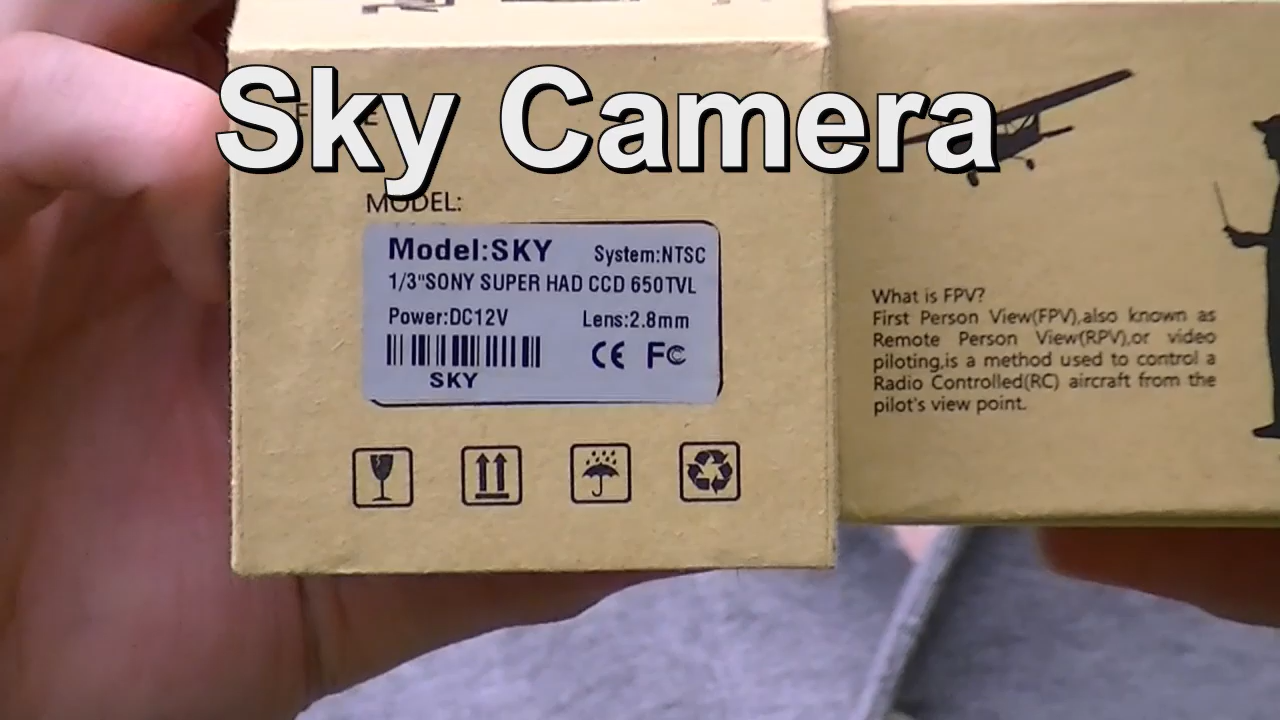 Sky Camera
MODEL:
Model:SKY System:NTSC
1/3"SONY SUPER HAD CCD 650TVL
Power:DC12V Lens:2.8mm
CE FC
SKY
What is FPV?
First Person View(FPV),also known as
Remote Person View(RPV),or video
piloting,is a method used to control a
Radio Controlled(RC) aircraft from the
pilot's view point.